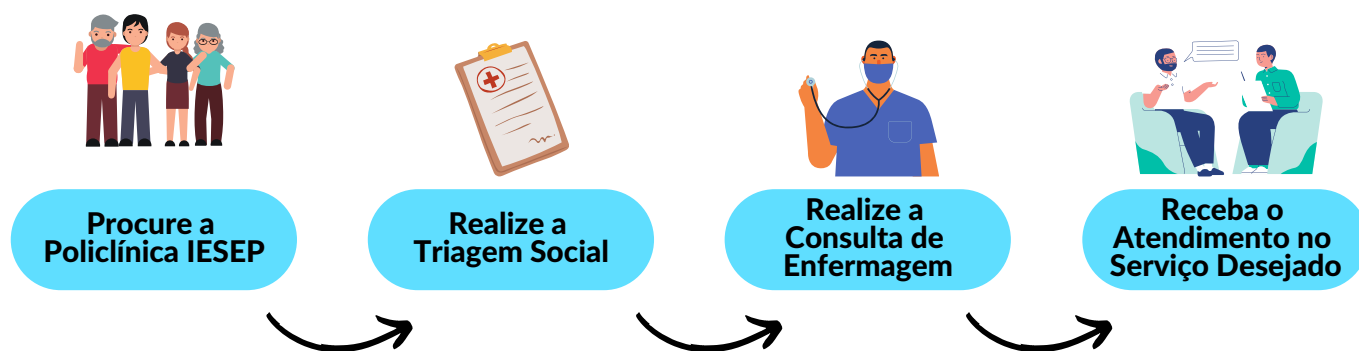 Procure a
Policlínica IESEP
Realize a
Triagem Social
Realize a
Consulta de
Enfermagem
Receba o
Atendimento no
Serviço Desejado